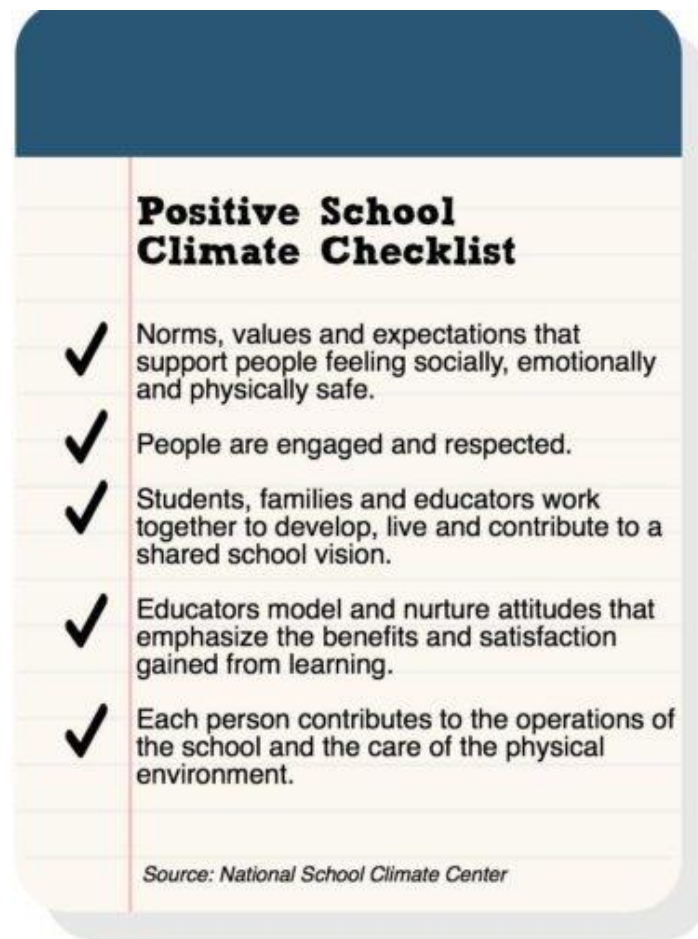 Positive School
Climate Checklist
Norms, values and expectations that
support people feeling socially, emotionally
and physically safe.
People are engaged and respected.
Students, families and educators work
together to develop, live and contribute to a
shared school vision.
Educators model and nurture attitudes that
emphasize the benefits and satisfaction
gained from learning.
Each person contributes to the operations of
the school and the care of the physical
environment.
Source: National School Climate Center